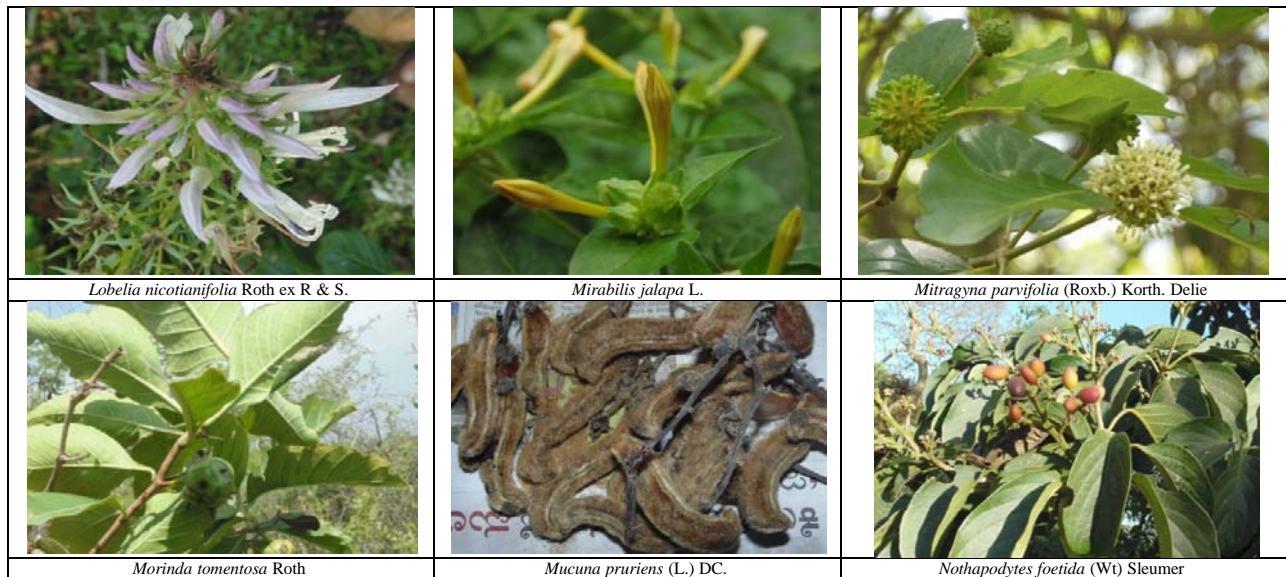 Lobelia nicotianifolia Roth ex R & S.
Mirabilis jalapa L.
Mitragyna parvifolia (Roxb.) Korth. Delie
Morinda tomentosa Roth
Mucuna pruriens (L.) DC.
Nothapodytes foetida (Wt) Sleumer